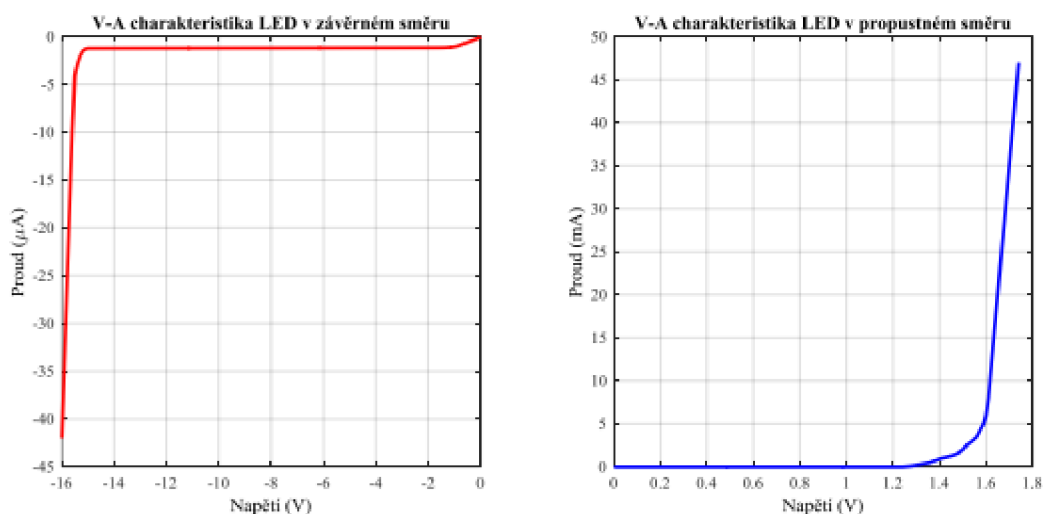 V-A charakteristika LED v závěrném směru
0
-5
-10
-15
-20
-25
-30
-35
-40
-45
-16 -14 -12 -10 -8 -6 -4 -2 0
Proud (μA)
Napětí (V)
V-A charakteristika LED v propustném směru
50
45
40
35
30
25
20
15
10
5
0
0 0.2 0.4 0.6 0.8 1 1.2 1.4 1.6 1.8
Proud (mA)
Napětí (V)